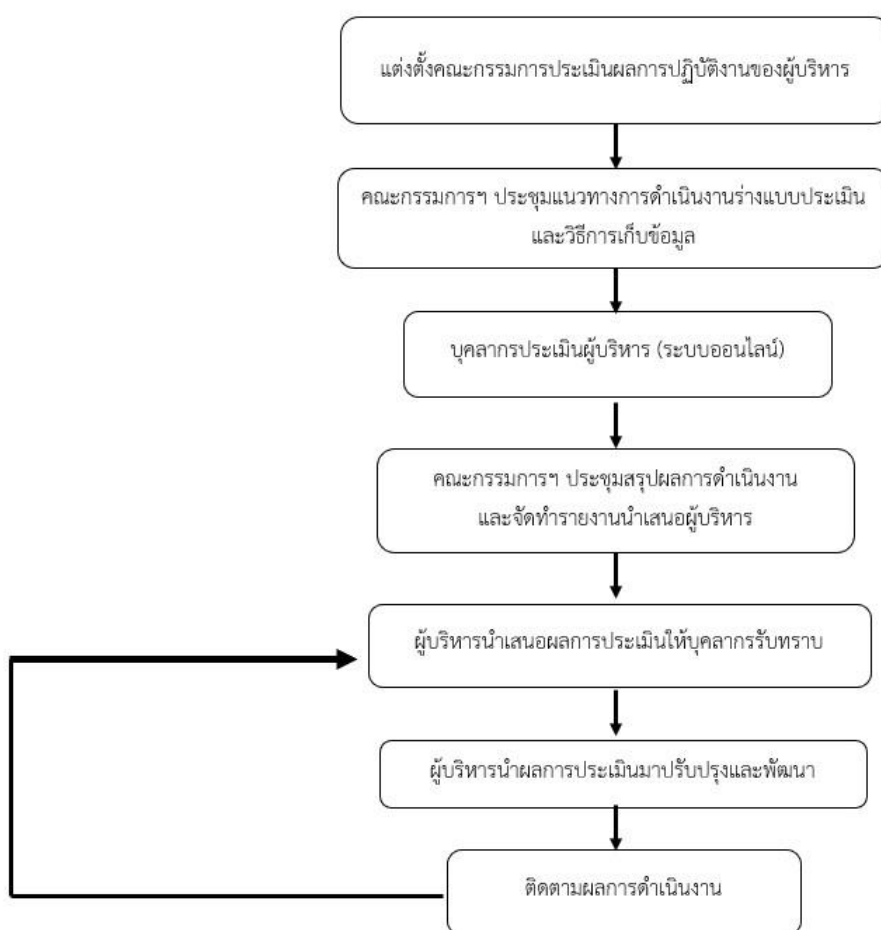 แต่งตั้งคณะกรรมการประเมินผลการปฏิบัติงานของผู้บริหาร
คณะกรรมการฯ ประชุมแนวทางการดำเนินงานร่างแบบประเมิน
และวิธีการเก็บข้อมูล
บุคลากรประเมินผู้บริหาร (ระบบออนไลน์)
คณะกรรมการฯ ประชุมสรุปผลการดำเนินงาน
และจัดทำรายงานนำเสนอผู้บริหาร
ผู้บริหารนำเสนอผลการประเมินให้บุคลากรรับทราบ
ผู้บริหารนำผลการประเมินมาปรับปรุงและพัฒนา
ติดตามผลการดำเนินงาน